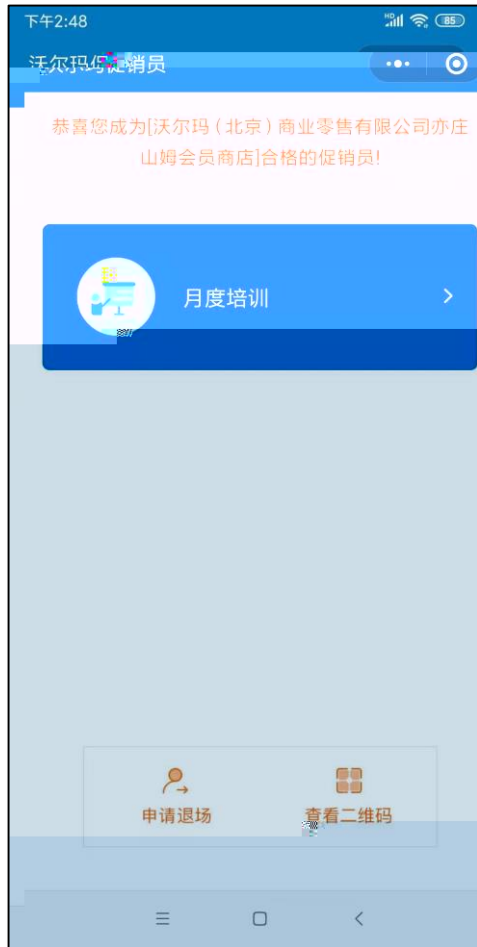 下午2:48
HD
85
沃尔玛促销员
恭喜您成为[沃尔玛（北京）商业零售有限公司亦庄
山姆会员商店]合格的促销员!
月度培训
申请退场
查看二维码